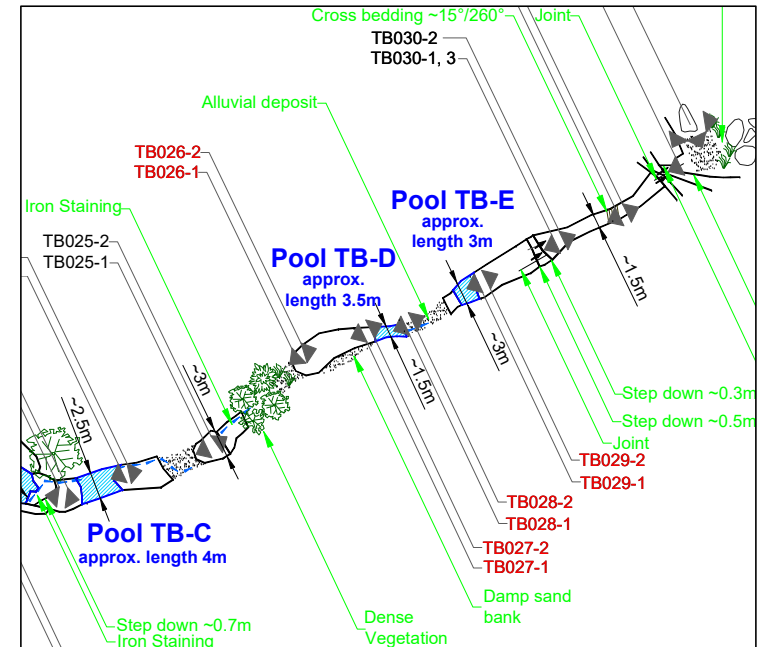 Cross bedding ~15°/260°
Joint
TB030-2
TB030-1, 3
Alluvial deposit
TB026-2
TB026-1
Pool TB-E
approx.
length 3m
Iron Staining
TB025-2
TB025-1
Pool TB-D
approx.
length 3.5m
~1.5m
~3m
~1.5m
~3m
~2.5m
Step down ~0.3m
Step down ~0.5m
Joint
TB029-2
TB029-1
TB028-2
TB028-1
Pool TB-C
approx. length 4m
TB027-2
TB027-1
Damp sand
bank
Dense
Vegetation
Step down ~0.7m
Iron Staining